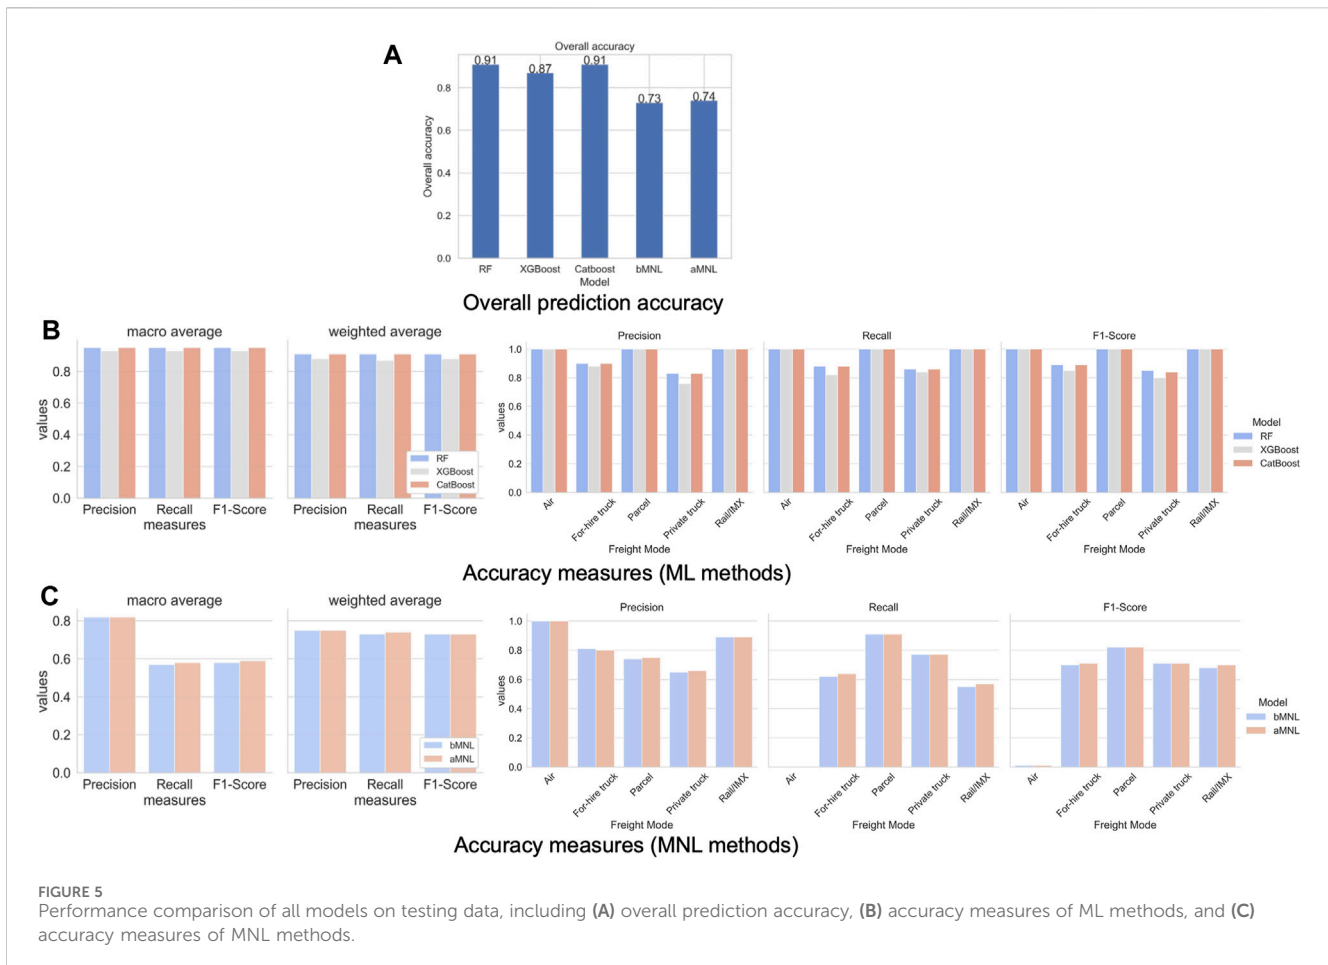 A
Overall accuracy
0.91
0.87
0.91
0.73
0.74
Overall accuracy
0.8
0.6
0.4
0.2
0.0
RF XGBoost Catboost bMNL aMNL
Model
Overall prediction accuracy
B
macro average weighted average
values
0.8
0.6
0.4
0.2
0.0
RF
XGBoost
CatBoost
Precision Recall F1-Score Precision Recall F1-Score
measures measures
Precision Recall F1-Score
values
1.0
0.8
0.6
0.4
0.2
0.0
Model
RF
XGBoost
CatBoost
Air For-hire truck Parcel Private truck Rail/IMX Air For-hire truck Parcel Private truck Rail/IMX Air For-hire truck Parcel Private truck Rail/IMX
Freight Mode Freight Mode Freight Mode
Accuracy measures (ML methods)
C
macro average weighted average
values
0.8
0.6
0.4
0.2
0.0
bMNL
aMNL
Precision Recall F1-Score Precision Recall F1-Score
measures measures
Precision Recall F1-Score
values
1.0
0.8
0.6
0.4
0.2
0.0
Model
bMNL
aMNL
Air For-hire truck Parcel Private truck Rail/IMX Air For-hire truck Parcel Private truck Rail/IMX Air For-hire truck Parcel Private truck Rail/IMX
Freight Mode Freight Mode Freight Mode
Accuracy measures (MNL methods)
FIGURE 5
Performance comparison of all models on testing data, including (A) overall prediction accuracy, (B) accuracy measures of ML methods, and (C)
accuracy measures of MNL methods.